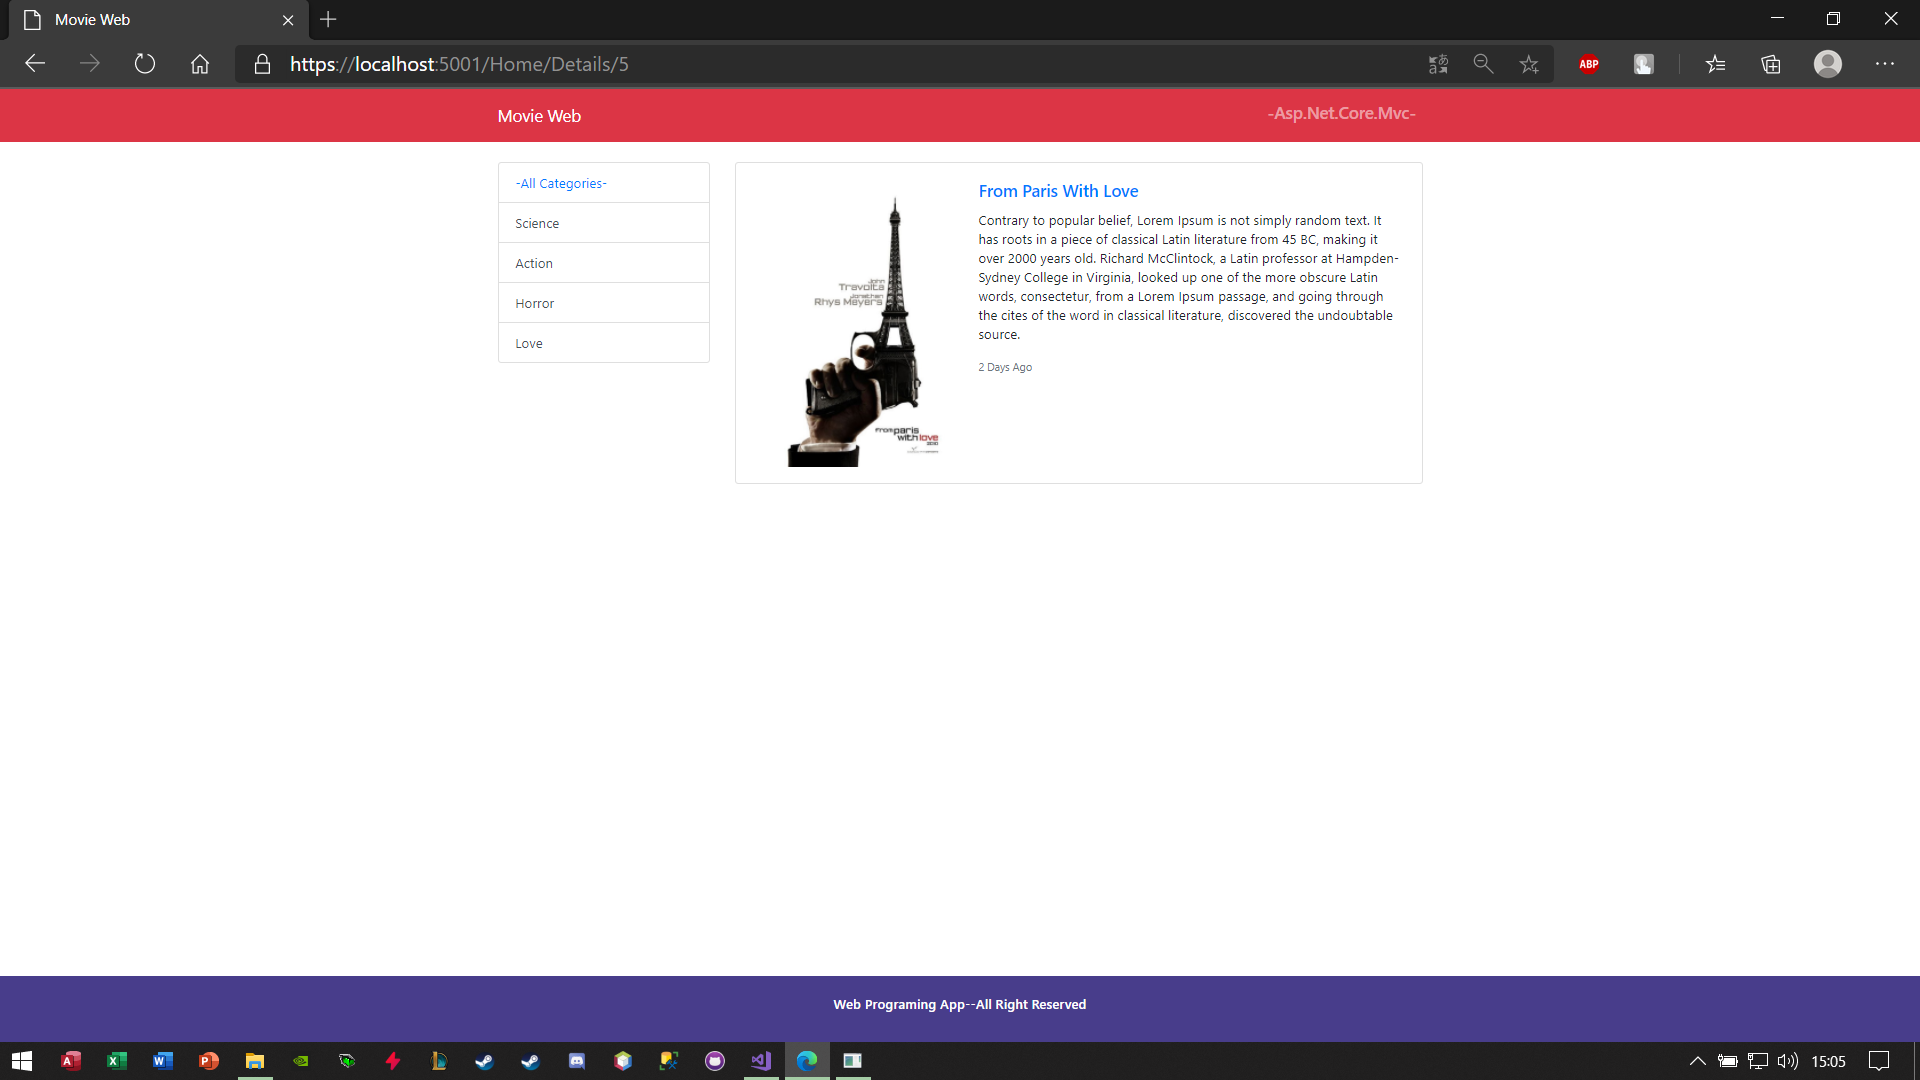 Movie Web
https://localhost:5001/Home/Details/5
ABP
Movie Web
-Asp.Net.Core.Mvc-
-All Categories-
Science
Action
Horror
Love
John
Travolta
Jonathan
Rhys Meyers
From paris
with love
From Paris With Love
Contrary to popular belief, Lorem Ipsum is not simply random text. It
has roots in a piece of classical Latin literature from 45 BC, making it
over 2000 years old. Richard McClintock, a Latin professor at Hampden-
Sydney College in Virginia, looked up one of the more obscure Latin
words, consectetur, from a Lorem Ipsum passage, and going through
the cites of the word in classical literature, discovered the undoubtable
source.
2 Days Ago
Web Programing App--All Right Reserved
15:05